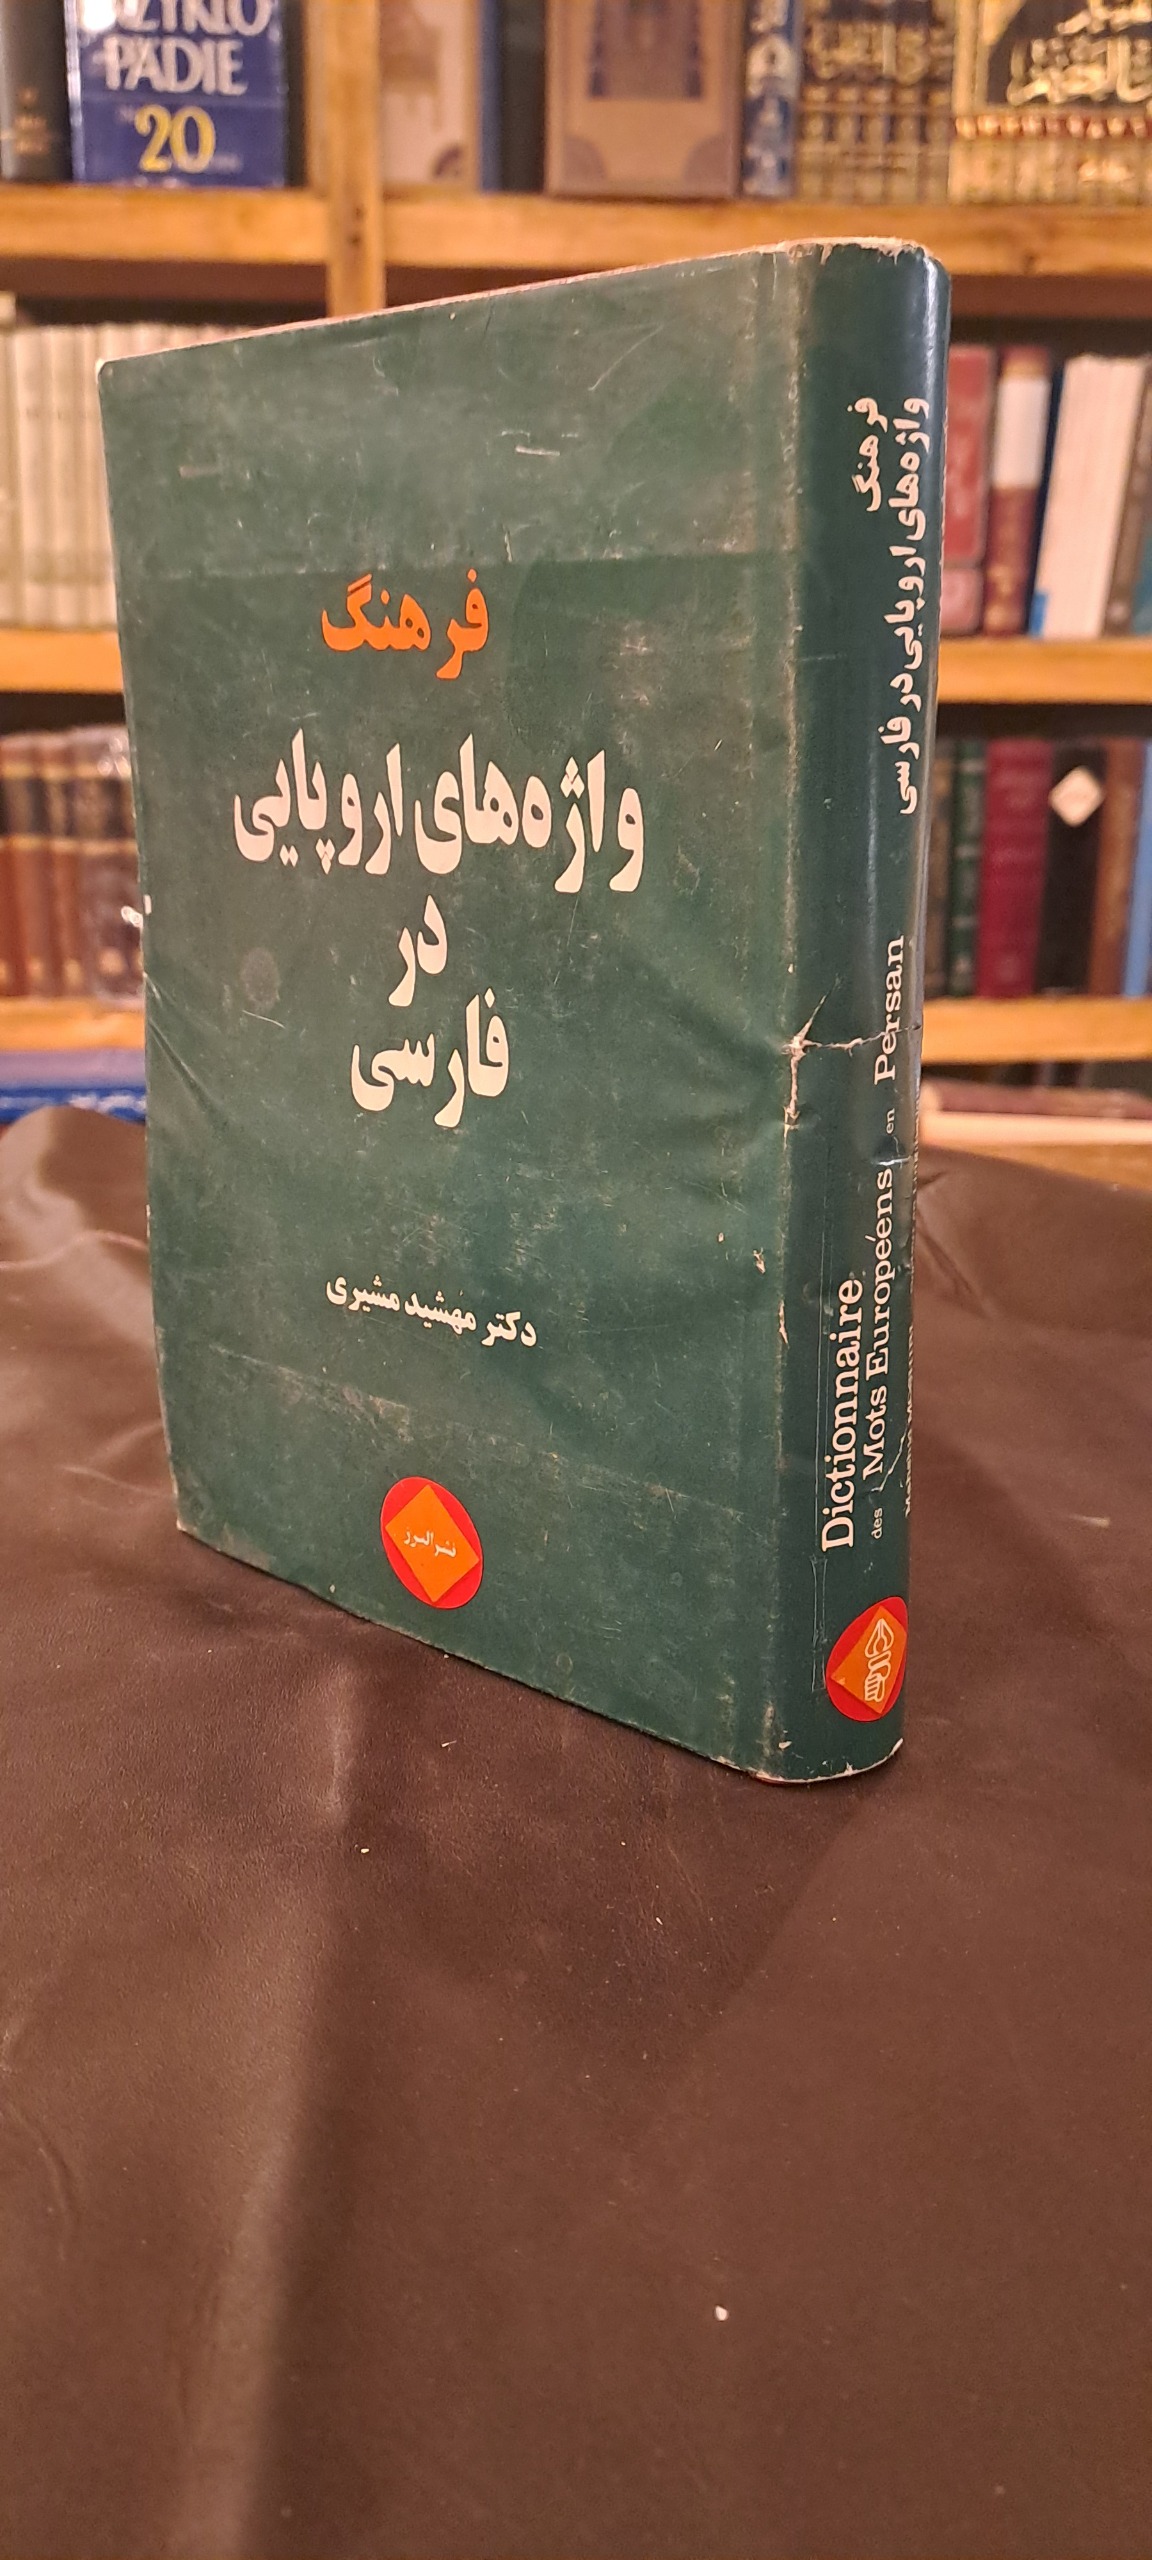 فرهنگ
واژه‌های اروپایی
در
فارسی
دکتر مهشید مشیری
نشر البرز
فرهنگ
واژه‌های اروپایی در فارسی
Dictionnaire
des Mots Européens en Persan
PÄDIE
20